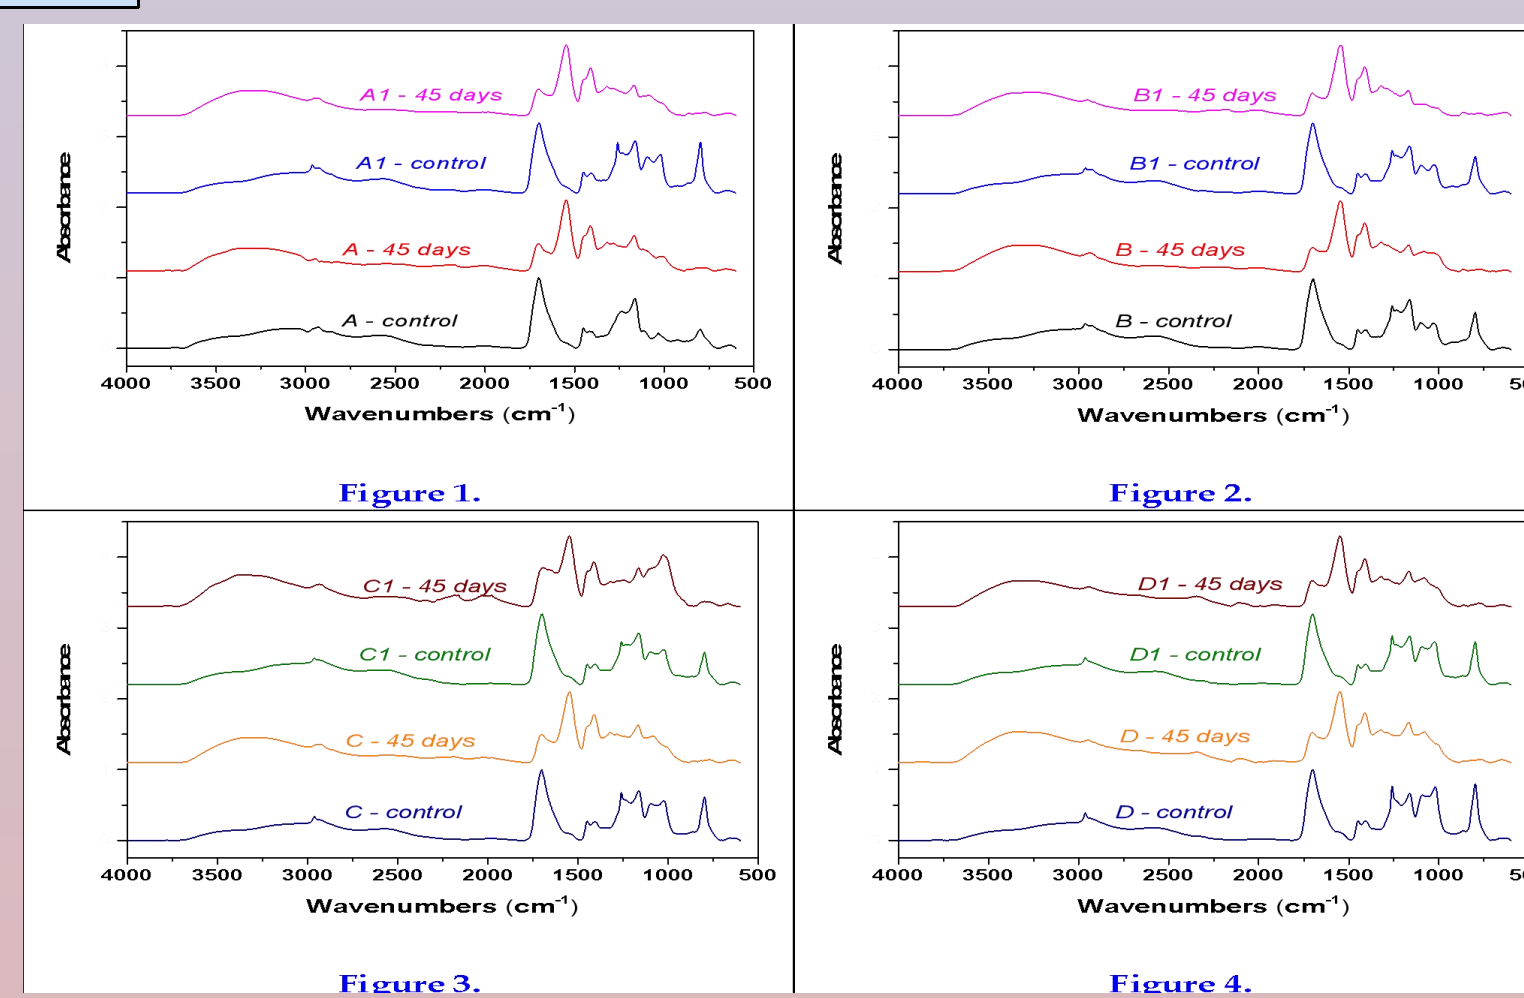 A1 - 45 days
A1 - control
A - 45 days
A - control
Absorbance
4000 3500 3000 2500 2000 1500 1000 500
Wavenumbers (cm-1)
Figure 1.
B1 - 45 days
B1 - control
B - 45 days
B - control
Absorbance
4000 3500 3000 2500 2000 1500 1000
Wavenumbers (cm-1)
Figure 2.
C1 - 45 days
C1 - control
C - 45 days
C - control
Absorbance
4000 3500 3000 2500 2000 1500 1000 500
Wavenumbers (cm-1)
Figure 3.
D1 - 45 days
D1 - control
D - 45 days
D - control
Absorbance
4000 3500 3000 2500 2000 1500 1000
Wavenumbers (cm-1)
Figure 4.